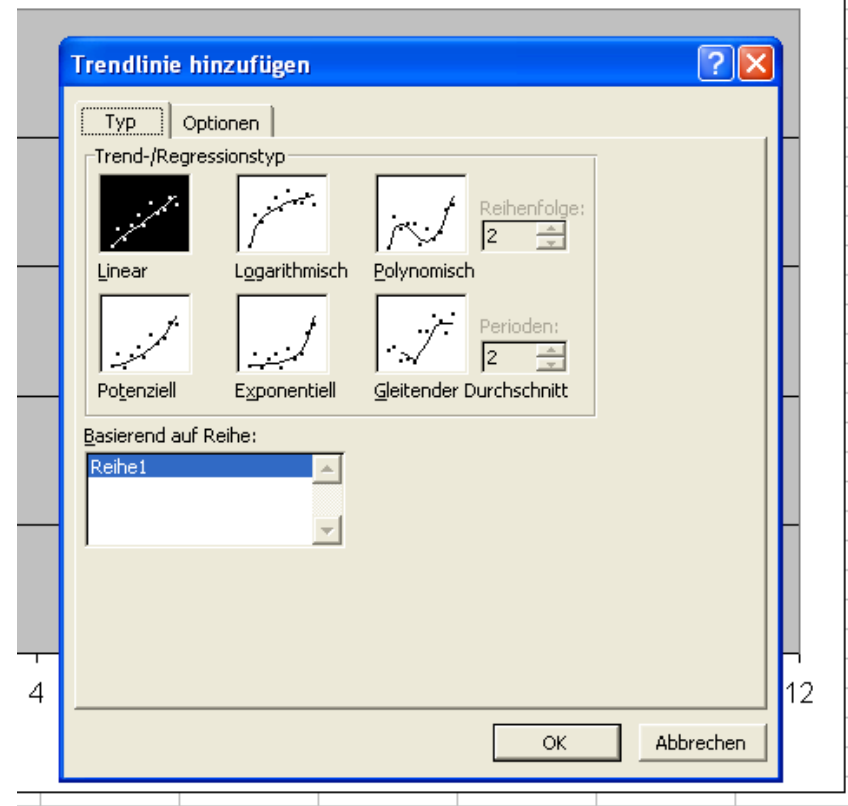 Trendlinie hinzufügen
Typ
Optionen
Trend-/Regressionstyp
Reihenfolge:
2
Linear
Logarithmisch
Polynomisch
Perioden:
2
Potenziell
Exponentiell
Gleitender Durchschnitt
Basierend auf Reihe:
Reihe1
4
12
OK
Abbrechen